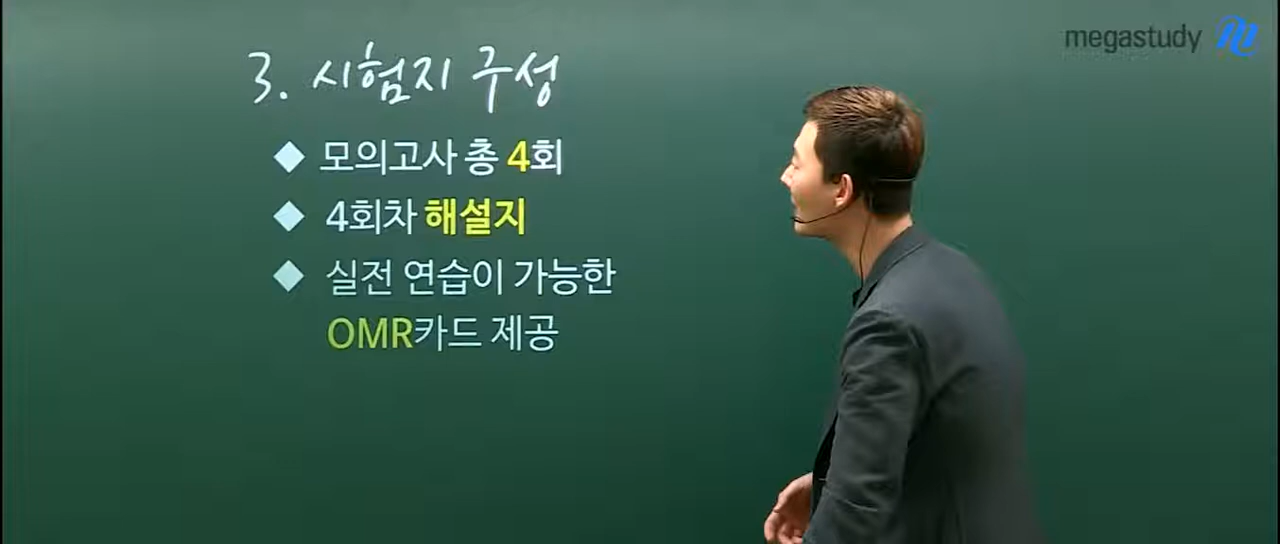 megastudy
3. 시험지 구성
◆ 모의고사 총 4회
◆ 4회차 해설지
◆ 실전 연습이 가능한
OMR카드 제공